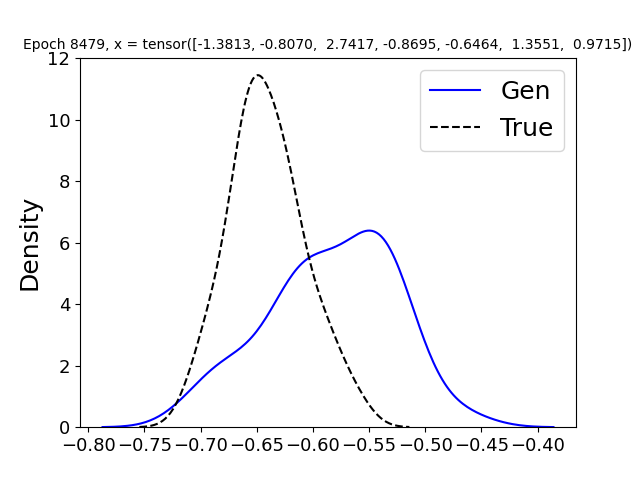 Epoch 8479, x = tensor([-1.3813, -0.8070,  2.7417, -0.8695, -0.6464,  1.3551,  0.9715])
12
10
8
6
4
2
0
Density
Gen
True
−0.80 −0.75 −0.70 −0.65 −0.60 −0.55 −0.50 −0.45 −0.40